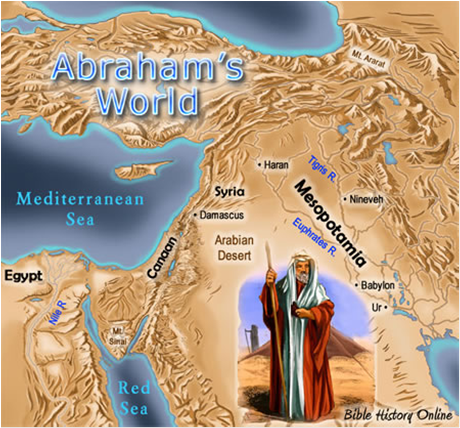 Abraham's
World
Mt. Ararat
Haran
Tigris R.
Syria
Mesopotamia
Nineveh
Mediterranean
Sea
Damascus
Canaan
Arabian
Desert
Euphrates R.
Egypt
Nile R
Babylon
Ur
Mt.
Sinai
Red
Sea
Bible History Online